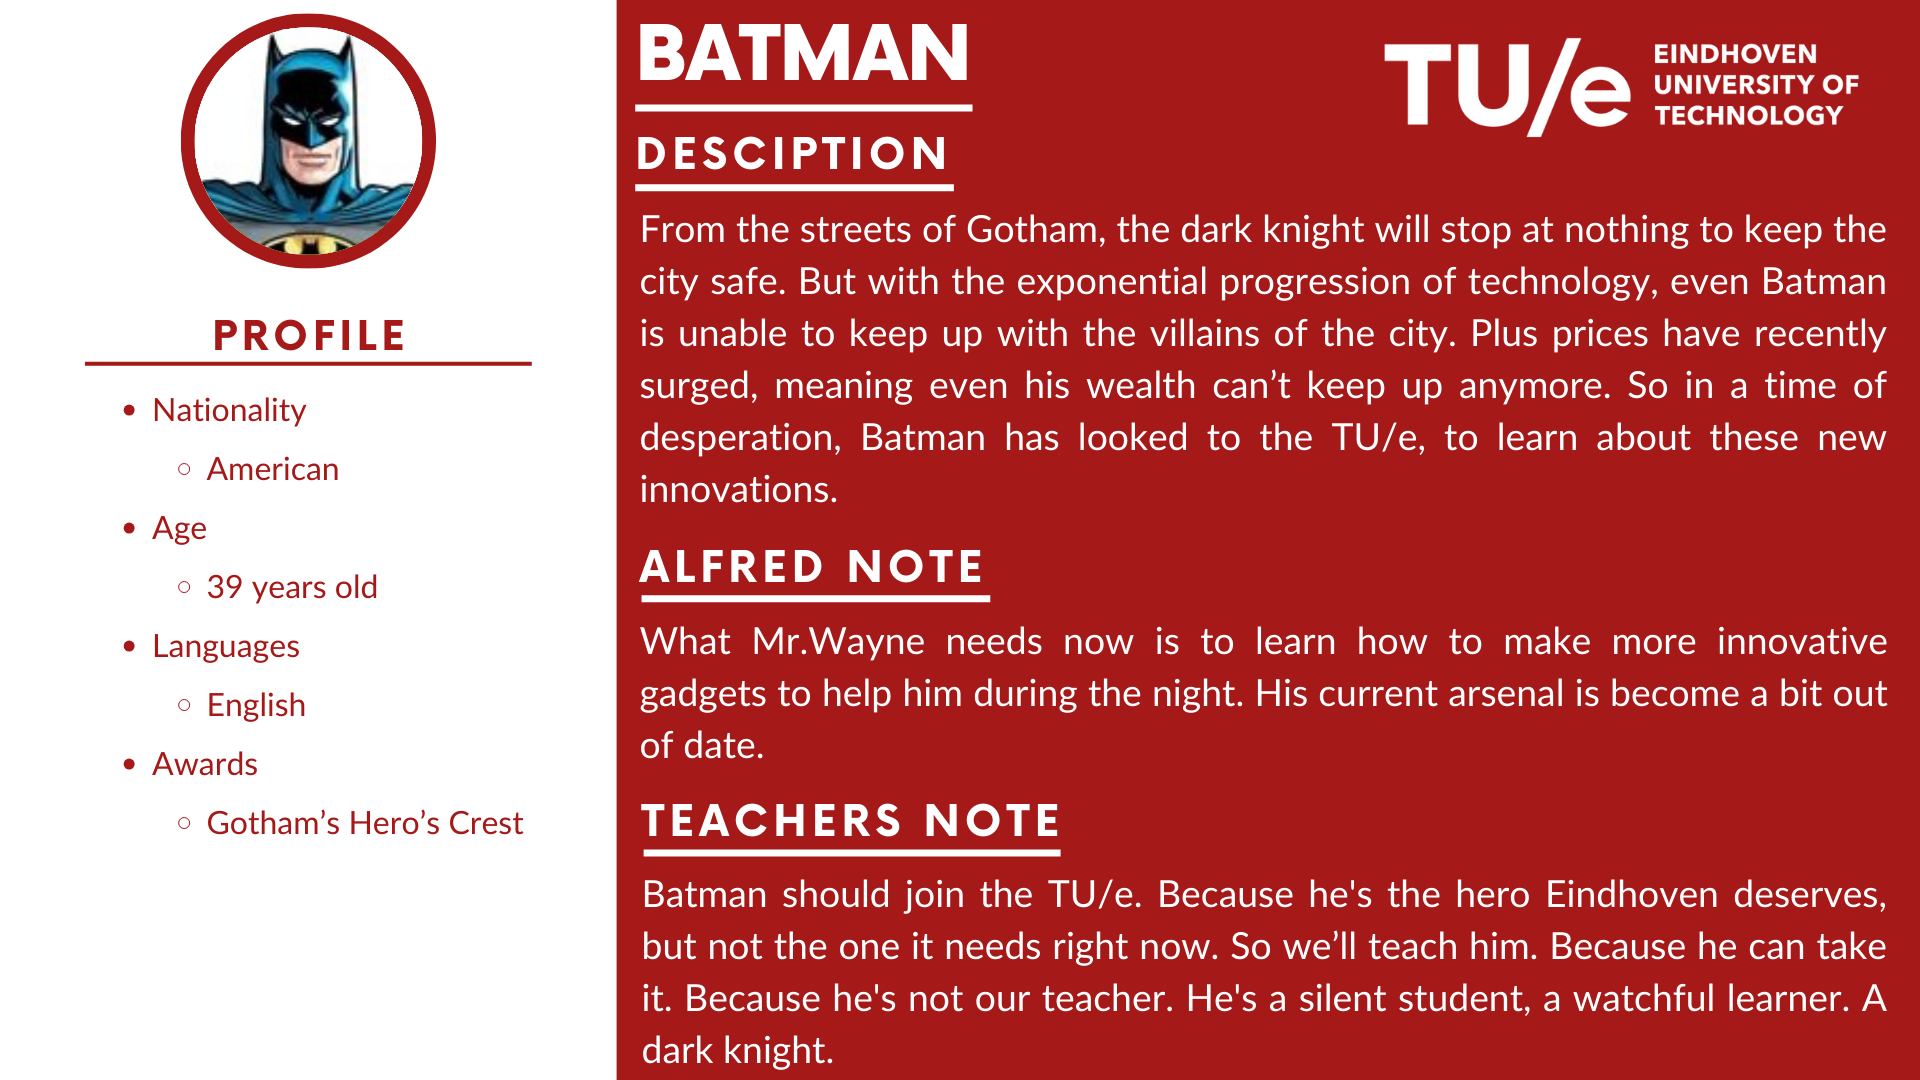 PROFILE
Nationality
American
Age
39 years old
Languages
English
Awards
Gotham’s Hero’s Crest
BATMAN
TU/e EINDHOVEN
UNIVERSITY OF
TECHNOLOGY
DESCIPTION
From the streets of Gotham, the dark knight will stop at nothing to keep the
city safe. But with the exponential progression of technology, even Batman
is unable to keep up with the villains of the city. Plus prices have recently
surged, meaning even his wealth can’t keep up anymore. So in a time of
desperation, Batman has looked to the TU/e, to learn about these new
innovations.
ALFRED NOTE
What Mr.Wayne needs now is to learn how to make more innovative
gadgets to help him during the night. His current arsenal is become a bit out
of date.
TEACHERS NOTE
Batman should join the TU/e. Because he's the hero Eindhoven deserves,
but not the one it needs right now. So we’ll teach him. Because he can take
it. Because he's not our teacher. He's a silent student, a watchful learner. A
dark knight.